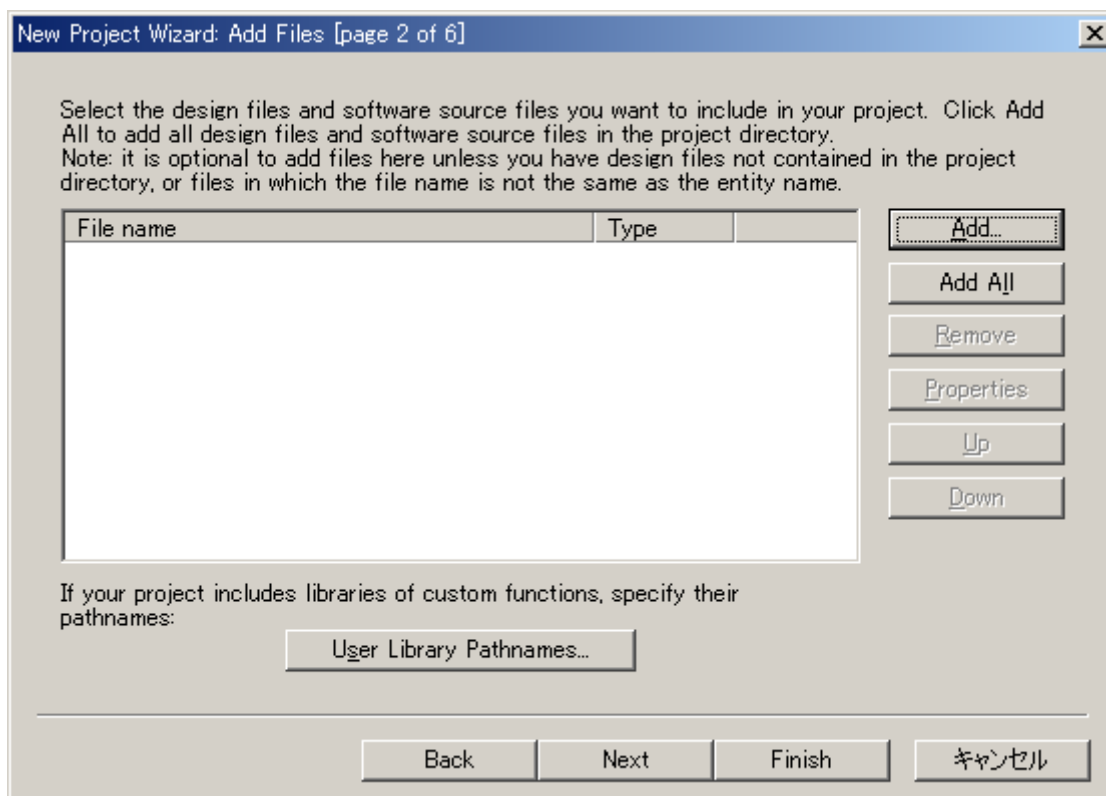 New Project Wizard: Add Files [page 2 of 6]
Select the design files and software source files you want to include in your project. Click Add
All to add all design files and software source files in the project directory.
Note: it is optional to add files here unless you have design files not contained in the project
directory, or files in which the file name is not the same as the entity name.
File name Type
Add...
Add All
Remove
Properties
Up
Down
If your project includes libraries of custom functions, specify their
pathnames:
User Library Pathnames...
Back Next Finish キャンセル